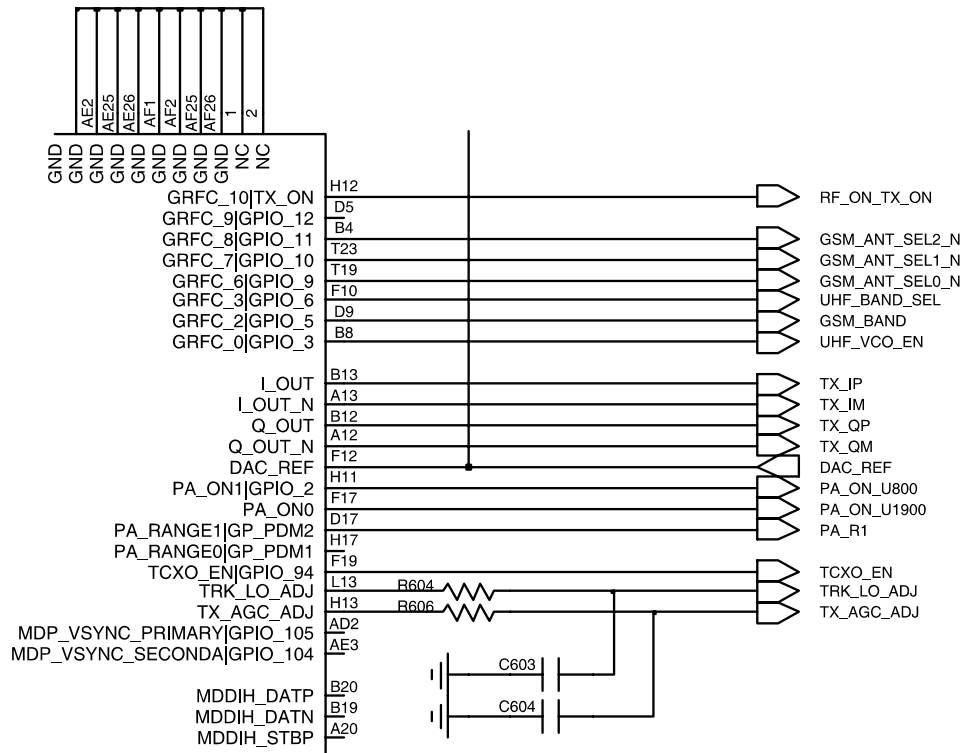 AE2
AE25
AE26
AF1
AF2
AF25
AF26
1
2
GND
GND
GND
GND
GND
GND
GND
GND
GND
NC
NC
GRFC_10|TX_ON H12 RF_ON_TX_ON
GRFC_9|GPIO_12 D5
GRFC_8|GPIO_11 B4 GSM_ANT_SEL2_N
GRFC_7|GPIO_10 T23 GSM_ANT_SEL1_N
GRFC_6|GPIO_9 T19 GSM_ANT_SEL0_N
GRFC_3|GPIO_6 F10 UHF_BAND_SEL
GRFC_2|GPIO_5 D9 GSM_BAND
GRFC_0|GPIO_3 B8 UHF_VCO_EN
I_OUT B13 TX_IP
I_OUT_N A13 TX_IM
Q_OUT B12 TX_QP
Q_OUT_N A12 TX_QM
DAC_REF F12 DAC_REF
PA_ON1|GPIO_2 H11 PA_ON_U800
PA_ON0 F17 PA_ON_U1900
PA_RANGE1|GP_PDM2 D17 PA_R1
PA_RANGE0|GP_PDM1 H17
TCXO_EN|GPIO_94 F19 TCXO_EN
TRK_LO_ADJ L13 R604 TRK_LO_ADJ
TX_AGC_ADJ H13 R606 TX_AGC_ADJ
MDP_VSYNC_PRIMARY|GPIO_105 AD2
MDP_VSYNC_SECONDA|GPIO_104 AE3
C603
MDDIH_DATP B20
C604
MDDIH_DATN B19
MDDIH_STBP A20